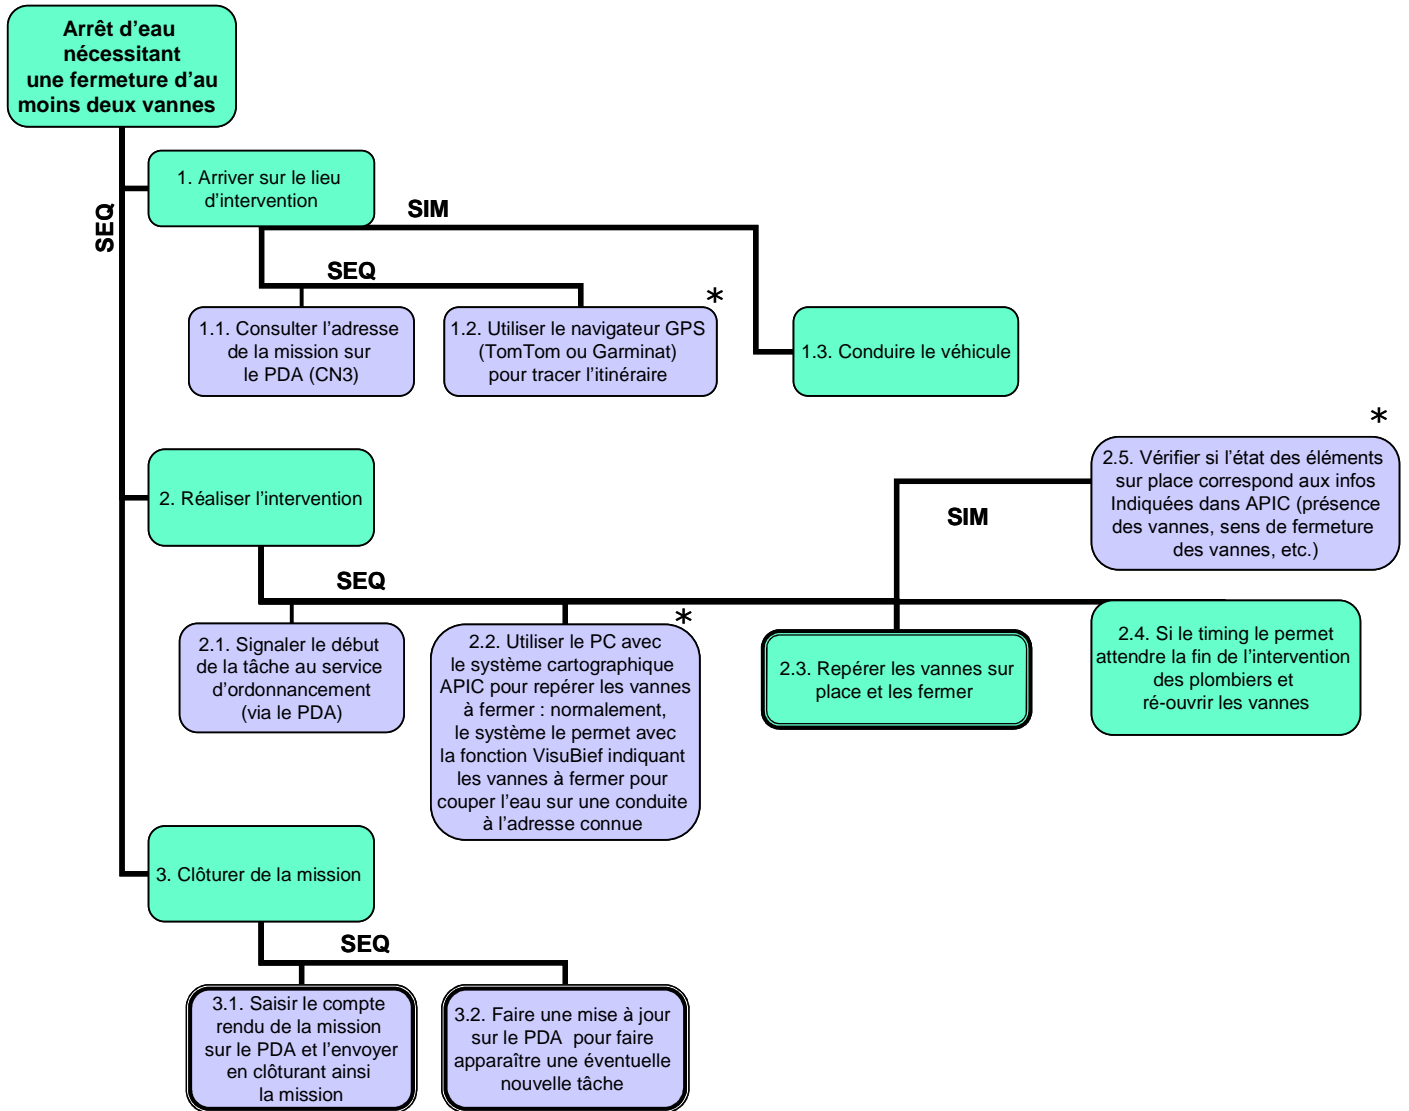 Arrêt d'eau
nécessitant
une fermeture d'au
moins deux vannes
SEQ
1. Arriver sur le lieu
d'intervention
SIM
SEQ
1.1. Consulter l'adresse
de la mission sur
le PDA (CN3)
*
1.2. Utiliser le navigateur GPS
(TomTom ou Garminat)
pour tracer l'itinéraire
1.3. Conduire le véhicule
2. Réaliser l'intervention
*
2.5. Vérifier si l'état des éléments
sur place correspond aux infos
Indiquées dans APIC (présence
des vannes, sens de fermeture
des vannes, etc.)
SIM
SEQ
2.1. Signaler le début
de la tâche au service
d'ordonnancement
(via le PDA)
*
2.2. Utiliser le PC avec
le système cartographique
APIC pour repérer les vannes
à fermer : normalement,
le système le permet avec
la fonction VisuBief indiquant
les vannes à fermer pour
couper l'eau sur une conduite
à l'adresse connue
2.3. Repérer les vannes sur
place et les fermer
2.4. Si le timing le permet
attendre la fin de l'intervention
des plombiers et
ré-ouvrir les vannes
3. Clôturer de la mission
SEQ
3.1. Saisir le compte
rendu de la mission
sur le PDA et l'envoyer
en clôturant ainsi
la mission
3.2. Faire une mise à jour
sur le PDA pour faire
apparaître une éventuelle
nouvelle tâche